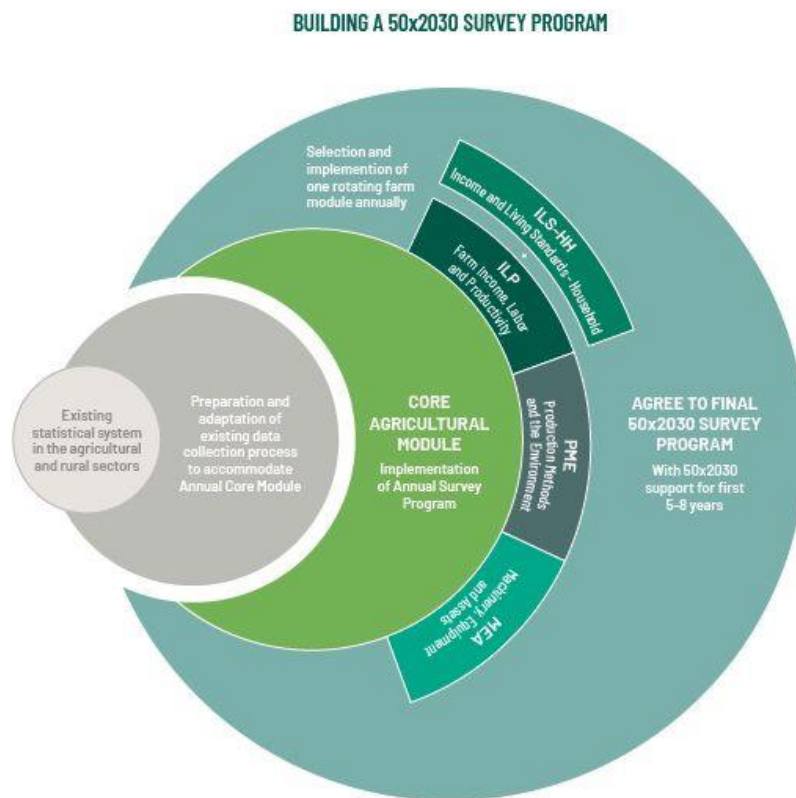 BUILDING A 50x2030 SURVEY PROGRAM
Selection and
implemention of
one rotating farm
module annually
ILS-HH
Income and Living Standards - Household
+
ILP
Farm Income, Labor
and Productivity
PME
Production Methods
and the Environment
MEA
Machinery, Equipment
and Assets
Existing
statistical system
in the agricultural
and rural sectors
Preparation and
adaptation of
existing data
collection process
to accommodate
Annual Core Module
CORE
AGRICULTURAL
MODULE
Implementation
of Annual Survey
Program
AGREE TO FINAL
50x2030 SURVEY
PROGRAM
With 50x2030
support for first
5-8 years